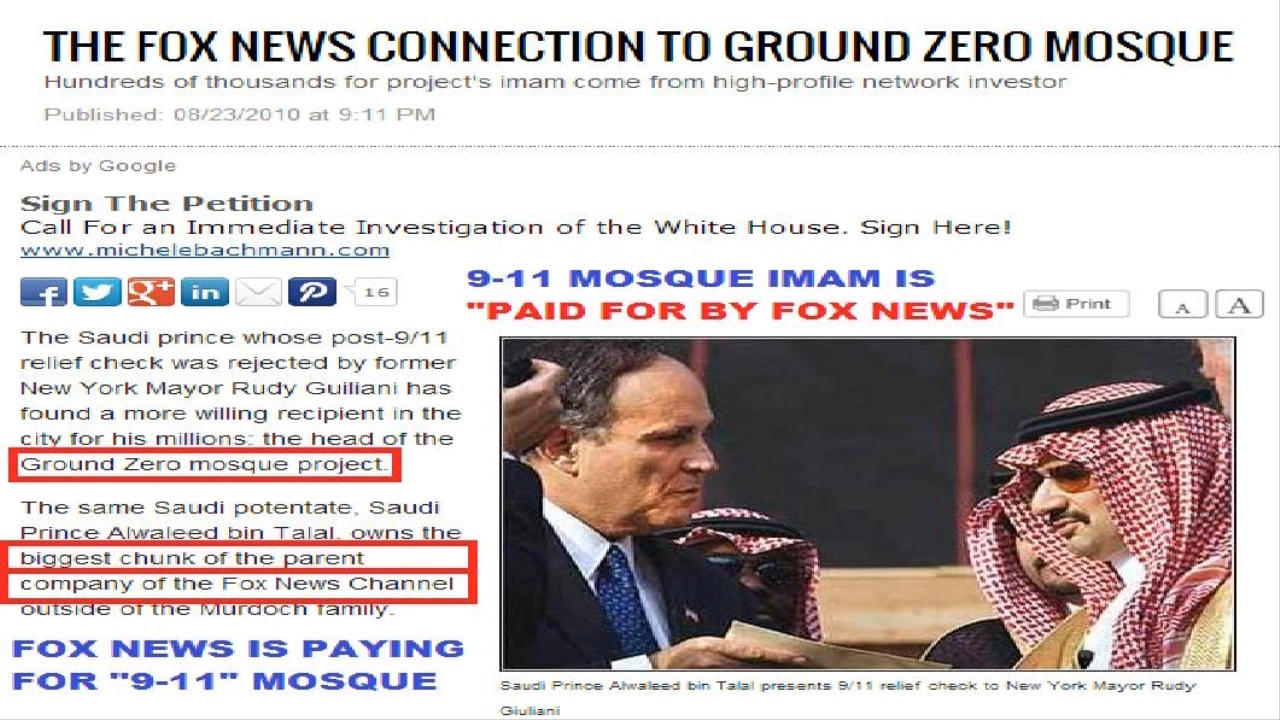 THE FOX NEWS CONNECTION TO GROUND ZERO MOSQUE
Hundreds of thousands for project's imam come from high-profile network investor
Published: 08/23/2010 at 9:11 PM
Ads by Google
Sign The Petition
Call For an Immediate Investigation of the White House. Sign Here!
www.michelebachmann.com
16
9-11 MOSQUE IMAM IS
"PAID FOR BY FOX NEWS"
Print
A A
The Saudi prince whose post-9/11
relief check was rejected by former
New York Mayor Rudy Guiliani has
found a more willing recipient in the
city for his millions: the head of the
Ground Zero mosque project.
The same Saudi potentate, Saudi
Prince Alwaleed bin Talal, owns the
biggest chunk of the parent
company of the Fox News Channel
outside of the Murdoch family.
FOX NEWS IS PAYING
FOR "9-11" MOSQUE
Saudi Prince Alwaleed bin Talal presents 9/11 relief check to New York Mayor Rudy
Giuliani